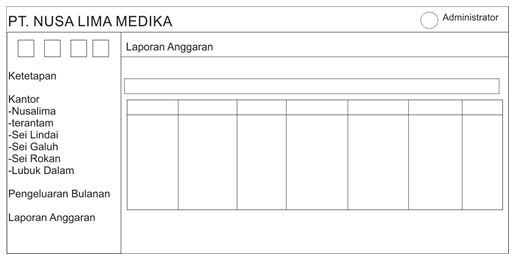 PT. NUSA LIMA MEDIKA
Administrator
Laporan Anggaran
Ketetapan
Kantor
-Nusalima
-terantam
-Sei Lindai
-Sei Galuh
-Sei Rokan
-Lubuk Dalam
Pengeluaran Bulanan
Laporan Anggaran